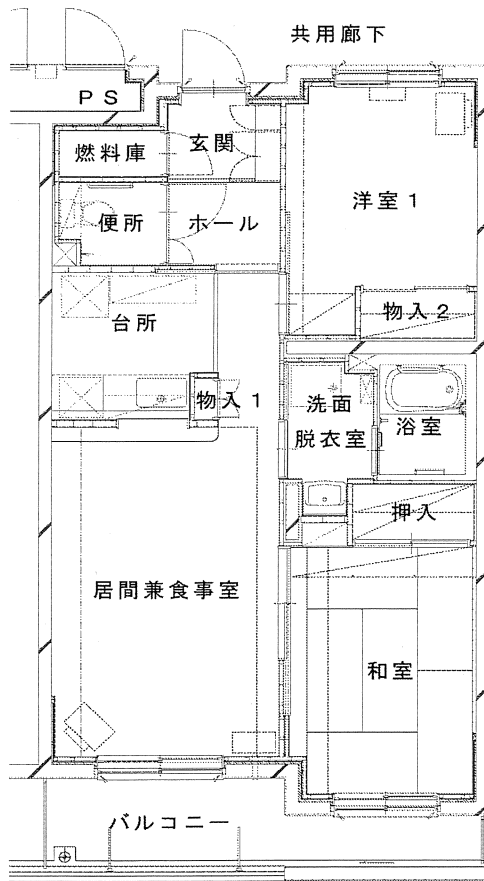 共用廊下
PS
燃料庫
玄関
洋室1
便所
ホール
台所
物入2
物入1
洗面
脱衣室
浴室
押入
居間兼食事室
和室
バルコニー